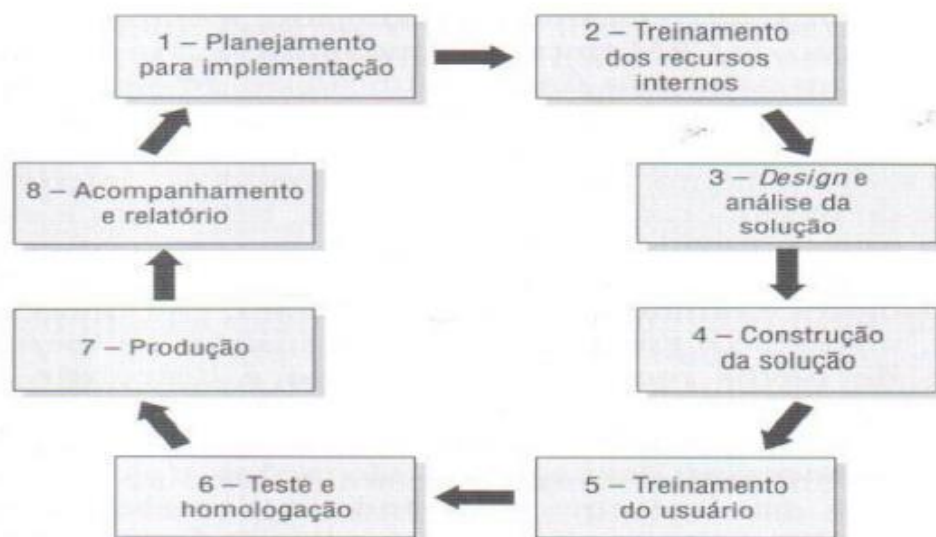 1 – Planejamento
para implementação
2 – Treinamento
dos recursos
internos
3 – Design e
análise da
solução
4 – Construção
da solução
5 – Treinamento
do usuário
6 – Teste e
homologação
7 – Produção
8 – Acompanhamento
e relatório